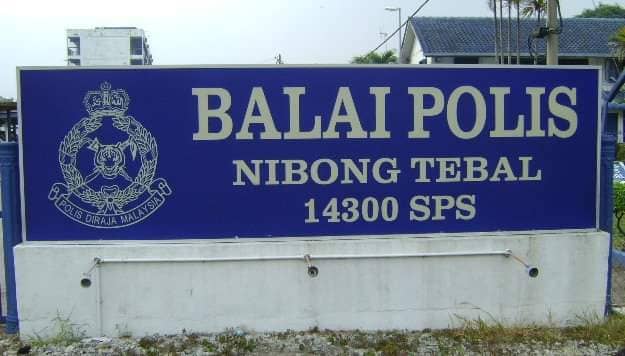 BALAI POLIS
NIBONG TEBAL
14300 SPS
POLIS DIRAJA MALAYSIA